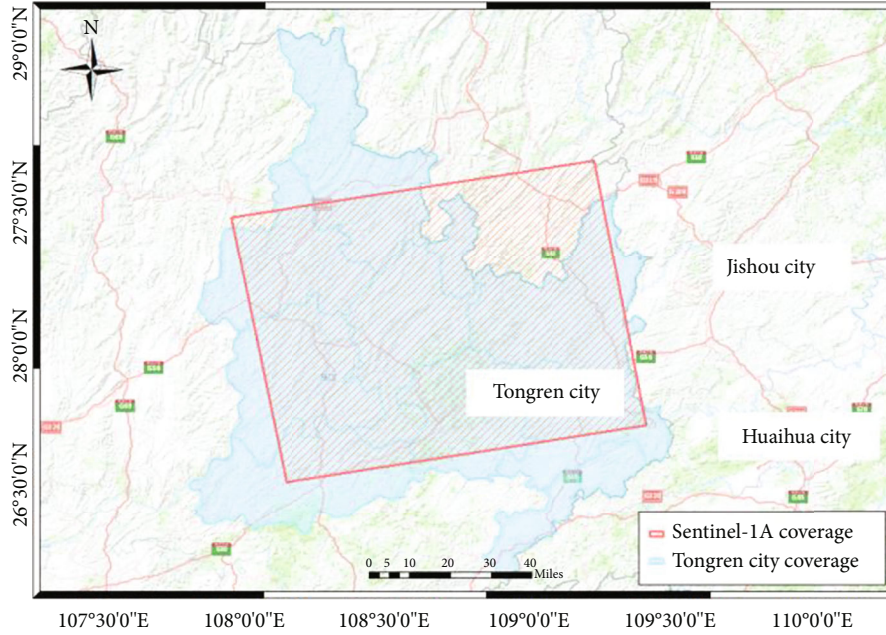 N
29°0'0"N
27°30'0"N
28°0'0"N
26°30'0"N
Jishou city
Tongren city
Huaihua city
Sentinel-1A coverage
Tongren city coverage
0 5 10 20 30 40
Miles
107°30'0"E 108°0'0"E 108°30'0"E 109°0'0"E 109°30'0"E 110°0'0"E